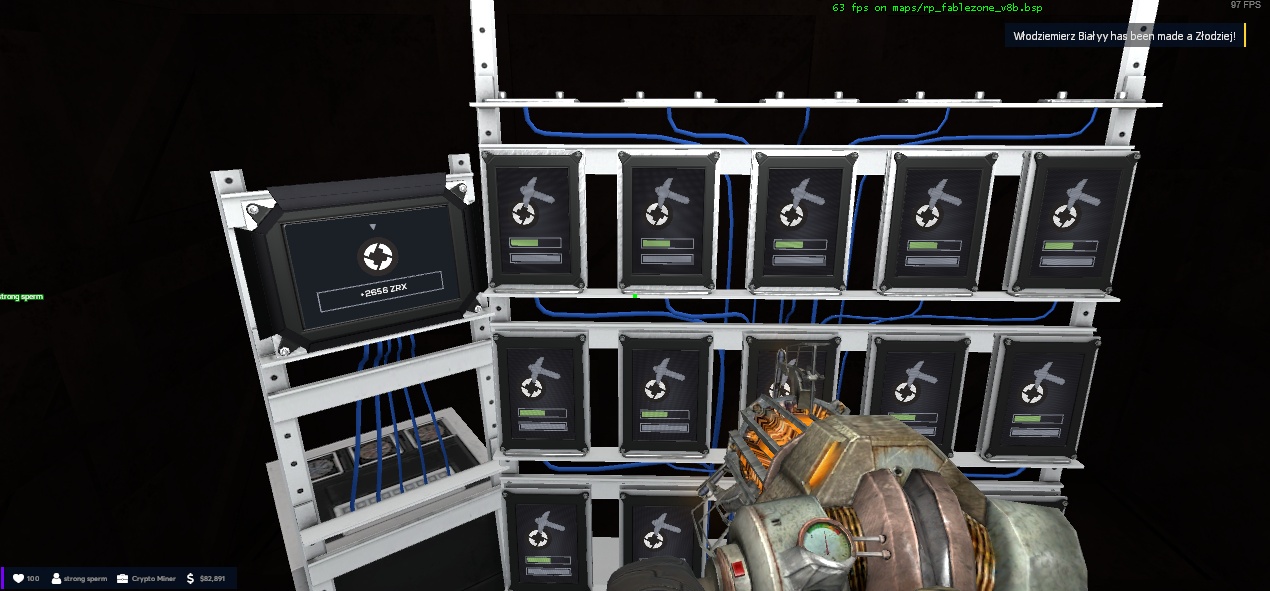 63 fps on maps/rp_fablezone_v8b.bsp
97 FPS
Włodziemierz Białyy has been made a Złodziej!
+2656 ZRX
strong sperm
100
strong sperm
Crypto Miner
$82,891